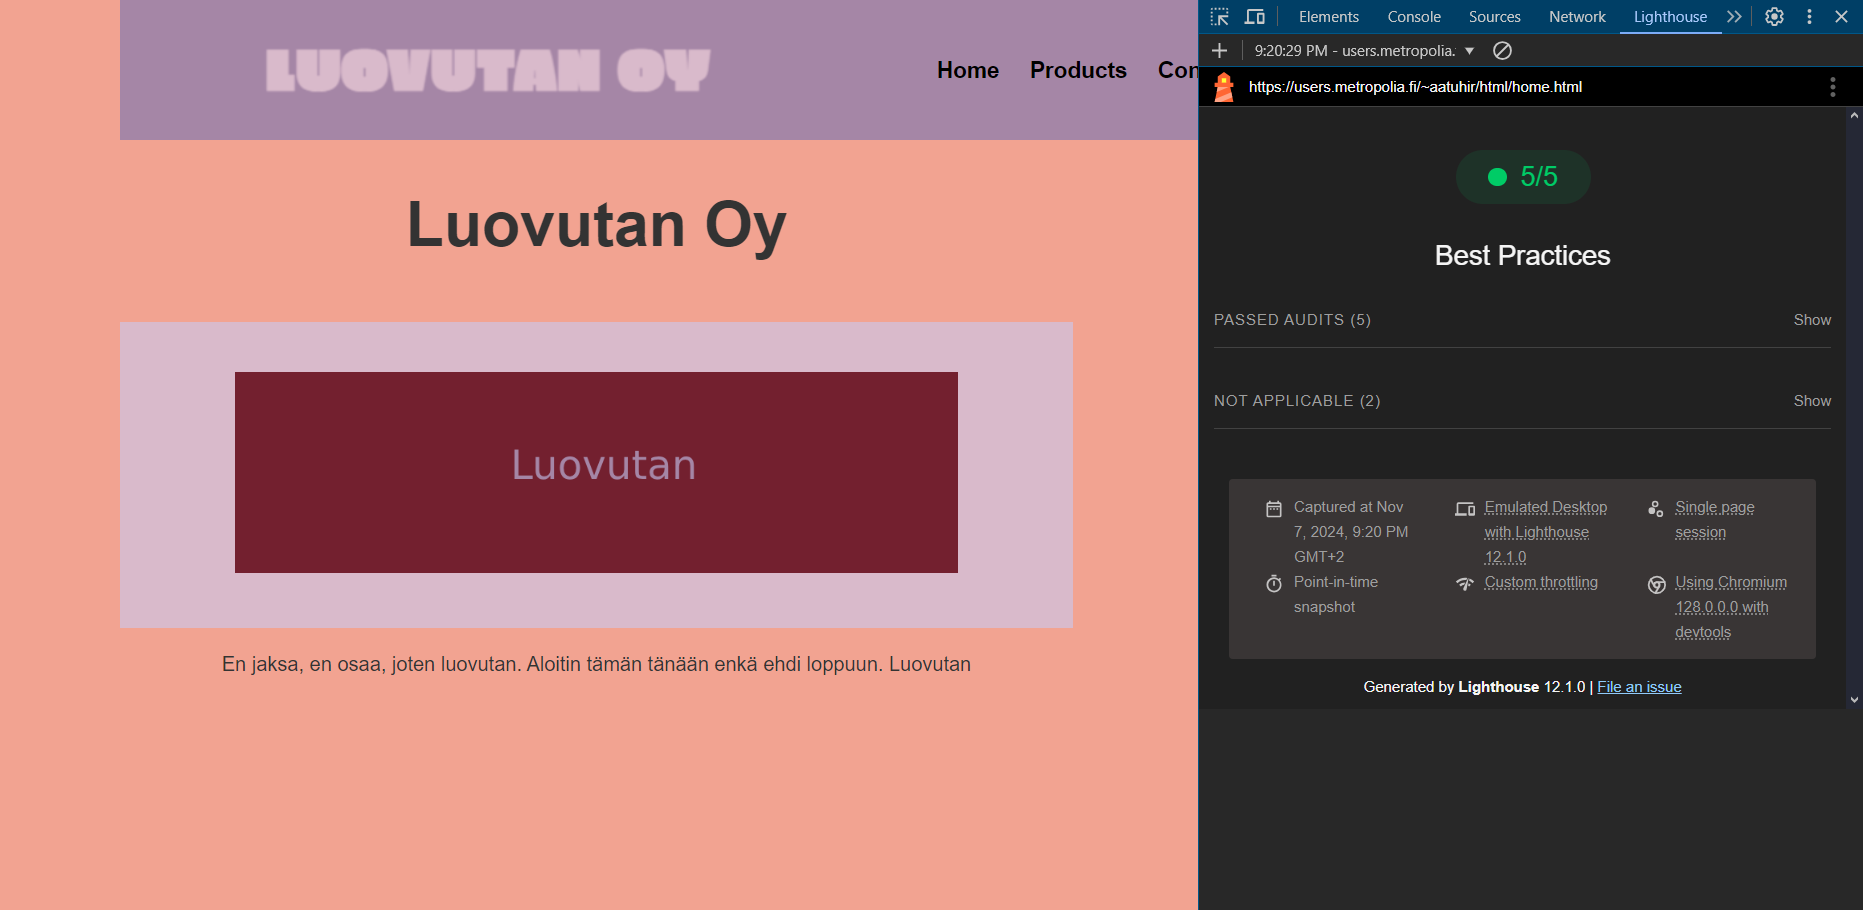 LUOVUTAN OY
Home Products Con
Luovutan Oy
Luovutan
En jaksa, en osaa, joten luovutan. Aloitin tämän tänään enkä ehdi loppuun. Luovutan
Elements Console Sources Network Lighthouse
9:20:29 PM - users.metropolia.
https://users.metropolia.fi/~aatuhir/html/home.html
5/5
Best Practices
PASSED AUDITS (5) Show
NOT APPLICABLE (2) Show
Captured at Nov
7, 2024, 9:20 PM
GMT+2
Emulated Desktop
with Lighthouse
12.1.0
Single page
session
Point-in-time
snapshot
Custom throttling
Using Chromium
128.0.0.0 with
devtools
Generated by Lighthouse 12.1.0 | File an issue